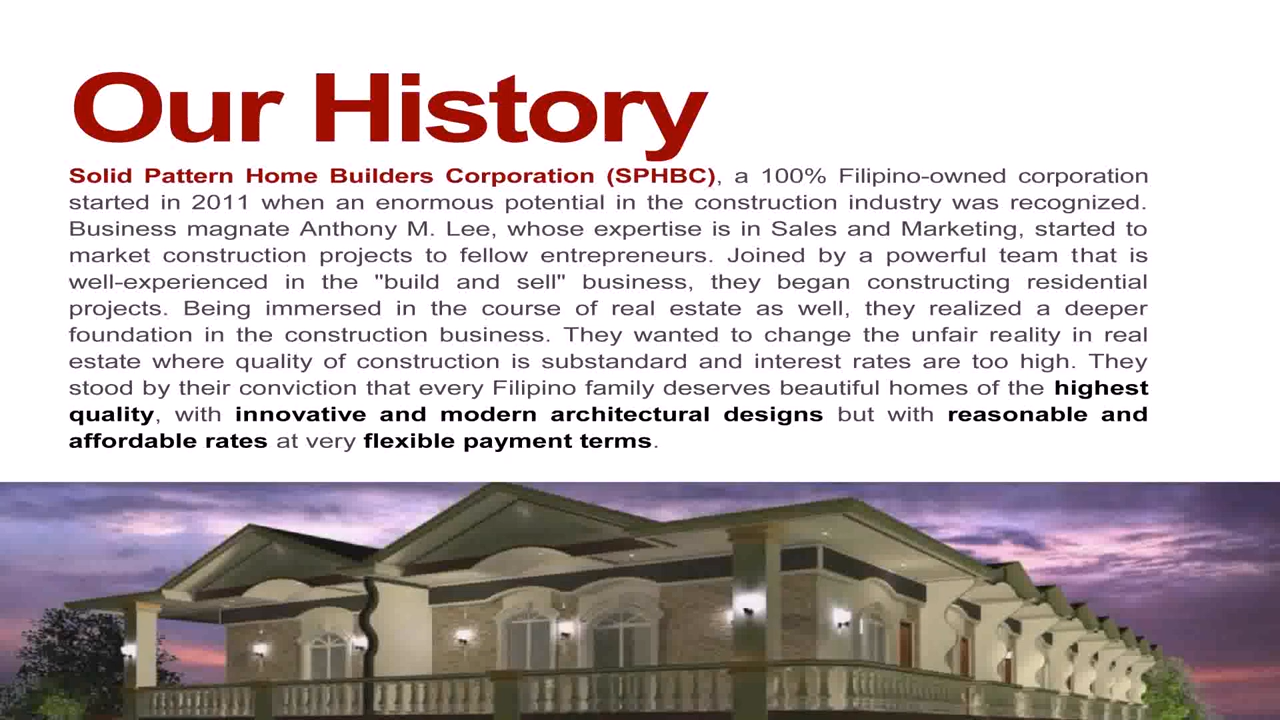 Our History
Solid Pattern Home Builders Corporation (SPHBC), a 100% Filipino-owned corporation
started in 2011 when an enormous potential in the construction industry was recognized.
Business magnate Anthony M. Lee, whose expertise is in Sales and Marketing, started to
market construction projects to fellow entrepreneurs. Joined by a powerful team that is
well-experienced in the "build and sell" business, they began constructing residential
projects. Being immersed in the course of real estate as well, they realized a deeper
foundation in the construction business. They wanted to change the unfair reality in real
estate where quality of construction is substandard and interest rates are too high. They
stood by their conviction that every Filipino family deserves beautiful homes of the highest
quality, with innovative and modern architectural designs but with reasonable and
affordable rates at very flexible payment terms.